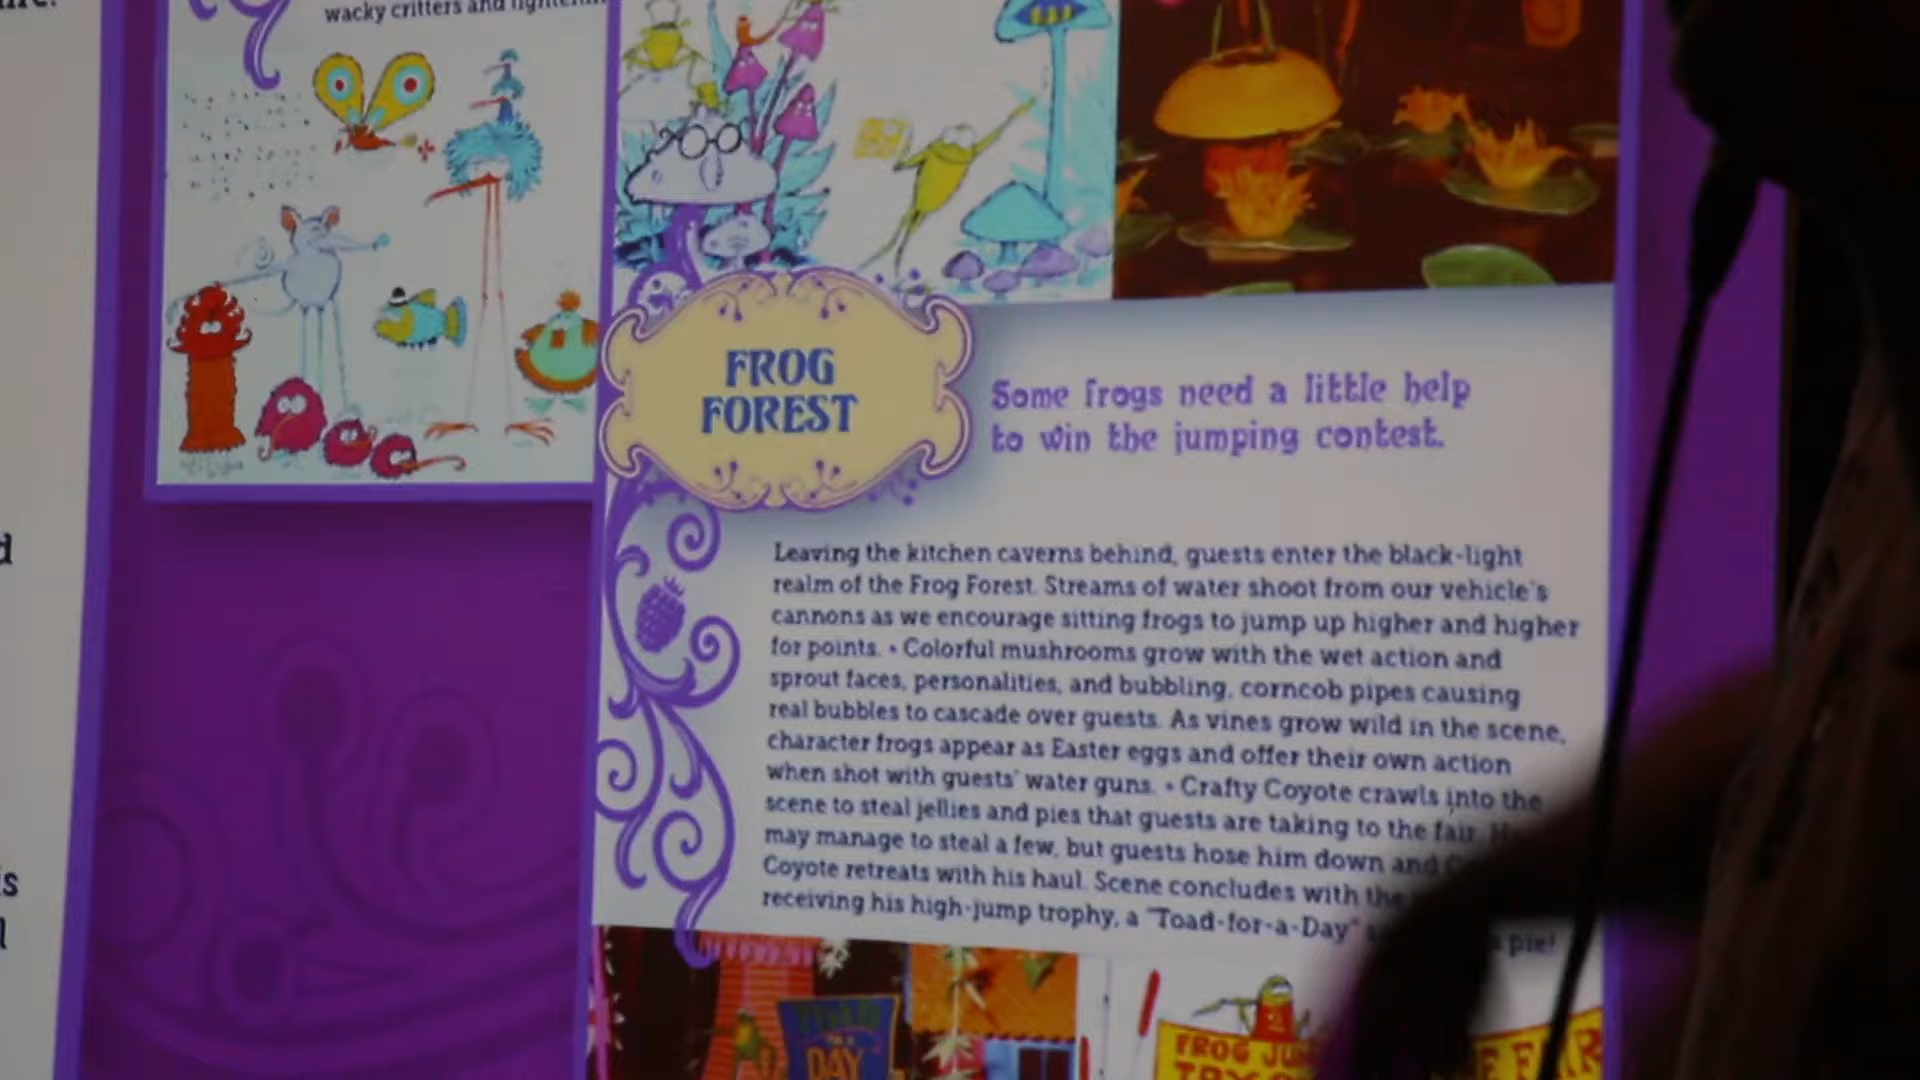 wacky critters and
FROG
FOREST
Some frogs need a little help
to win the jumping contest.
Leaving the kitchen caverns behind, guests enter the black-light
realm of the Frog Forest. Streams of water shoot from our vehicle's
cannons as we encourage sitting frogs to jump up higher and higher
for points. • Colorful mushrooms grow with the wet action and
sprout faces, personalities, and bubbling, corncob pipes causing
real bubbles to cascade over guests. As vines grow wild in the scene,
character frogs appear as Easter eggs and offer their own action
when shot with guests' water guns. • Crafty Coyote crawls into the
scene to steal jellies and pies that guests are taking to the fair.
may manage to steal a few, but guests hose him down and
Coyote retreats with his haul. Scene concludes with the
receiving his high-jump trophy, a "Toad-for-a-Day" a pie!
DAY
FROG
2